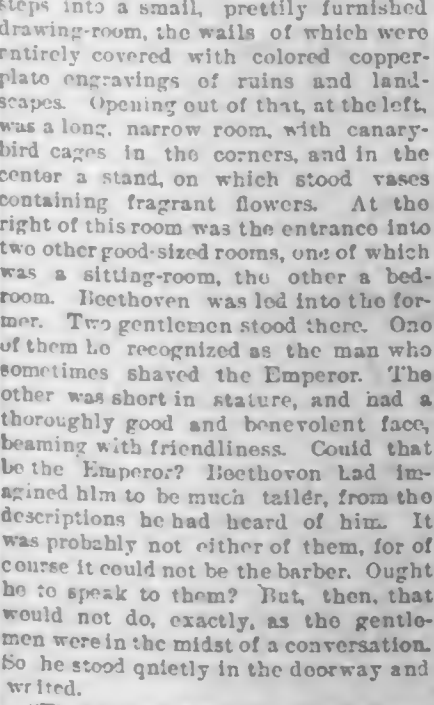 steps into a small, prettily furnished
drawing-room, the walls of which were
entirely covered with colored copper-
plate engravings of ruins and land-
scapes. Opening out of that, at the left,
was a long, narrow room, with canary-
bird cages in the corners, and in the
center a stand, on which stood vases
containing fragrant flowers. At the
right of this room was the entrance into
two other good-sized rooms, one of which
was a sitting-room, the other a bed-
room. Beethoven was led into the for-
mer. Two gentlemen stood there. One
of them he recognized as the man who
sometimes shaved the Emperor. The
other was short in stature, and had a
thoroughly good and benevolent face,
beaming with friendliness. Could that
be the Emperor? Beethoven had im-
agined him to be much taller, from the
descriptions he had heard of him. It
was probably not either of them, for of
course it could not be the barber. Ought
he to speak to them? But, then, that
would not do, exactly, as the gentle-
men were in the midst of a conversation.
So he stood qnietly in the doorway and
writed.